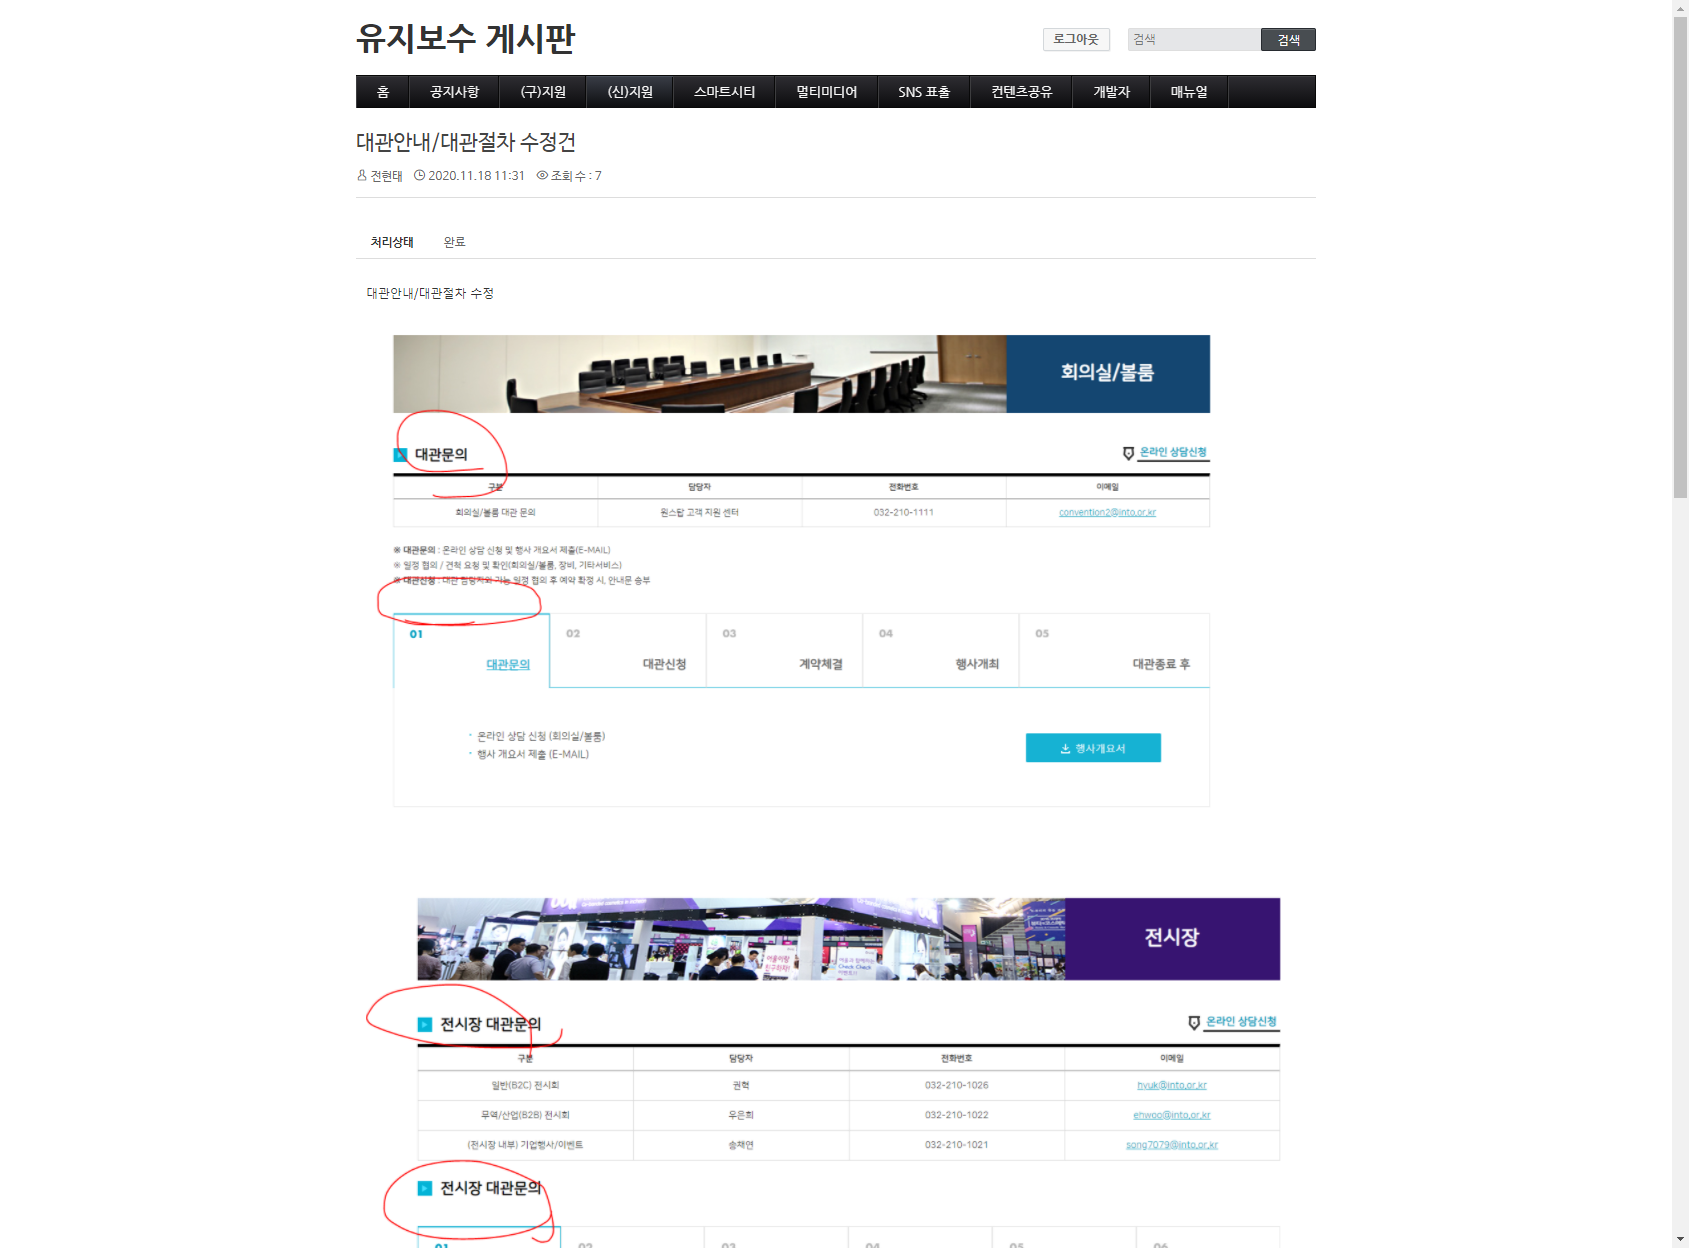 유지보수 게시판
로그아웃 검색 검색
홈 공지사항 (구)지원 (신)지원 스마트시티 멀티미디어 SNS 표출 컨텐츠공유 개발자 매뉴얼
대관안내/대관절차 수정건
전현태 2020.11.18 11:31 조회 수 : 7
처리상태 완료
대관안내/대관절차 수정
회의실/볼룸
대관문의 온라인 상담신청
구분 담당자 전화번호 이메일
회의실/볼룸 대관 문의 원스탑 고객 지원 센터 032-210-1111 convention2@into.or.kr
※ 대관문의 : 온라인 상담 신청 및 행사 개요서 제출(E-MAIL)
※ 일정 협의 / 견적 요청 및 확인(회의실/볼룸, 장비, 기타서비스)
※ 대관신청 : 대관 담당자와 가능 일정 협의 후 예약 확정 시, 안내문 송부
01 02 03 04 05
대관문의 대관신청 계약체결 행사개최 대관종료 후
· 온라인 상담 신청 (회의실/볼룸)
· 행사 개요서 제출 (E-MAIL)
행사개요서
전시장
Check Check
전시장 대관문의 온라인 상담신청
구분 담당자 전화번호 이메일
일반(B2C) 전시회 권혁 032-210-1026 hyuk@into.or.kr
무역/산업(B2B) 전시회 우은희 032-210-1022 ehwoo@into.or.kr
(전시장 내부) 기업행사/이벤트 송채연 032-210-1021 song7079@into.or.kr
전시장 대관문의
01 02 03 04 05 06